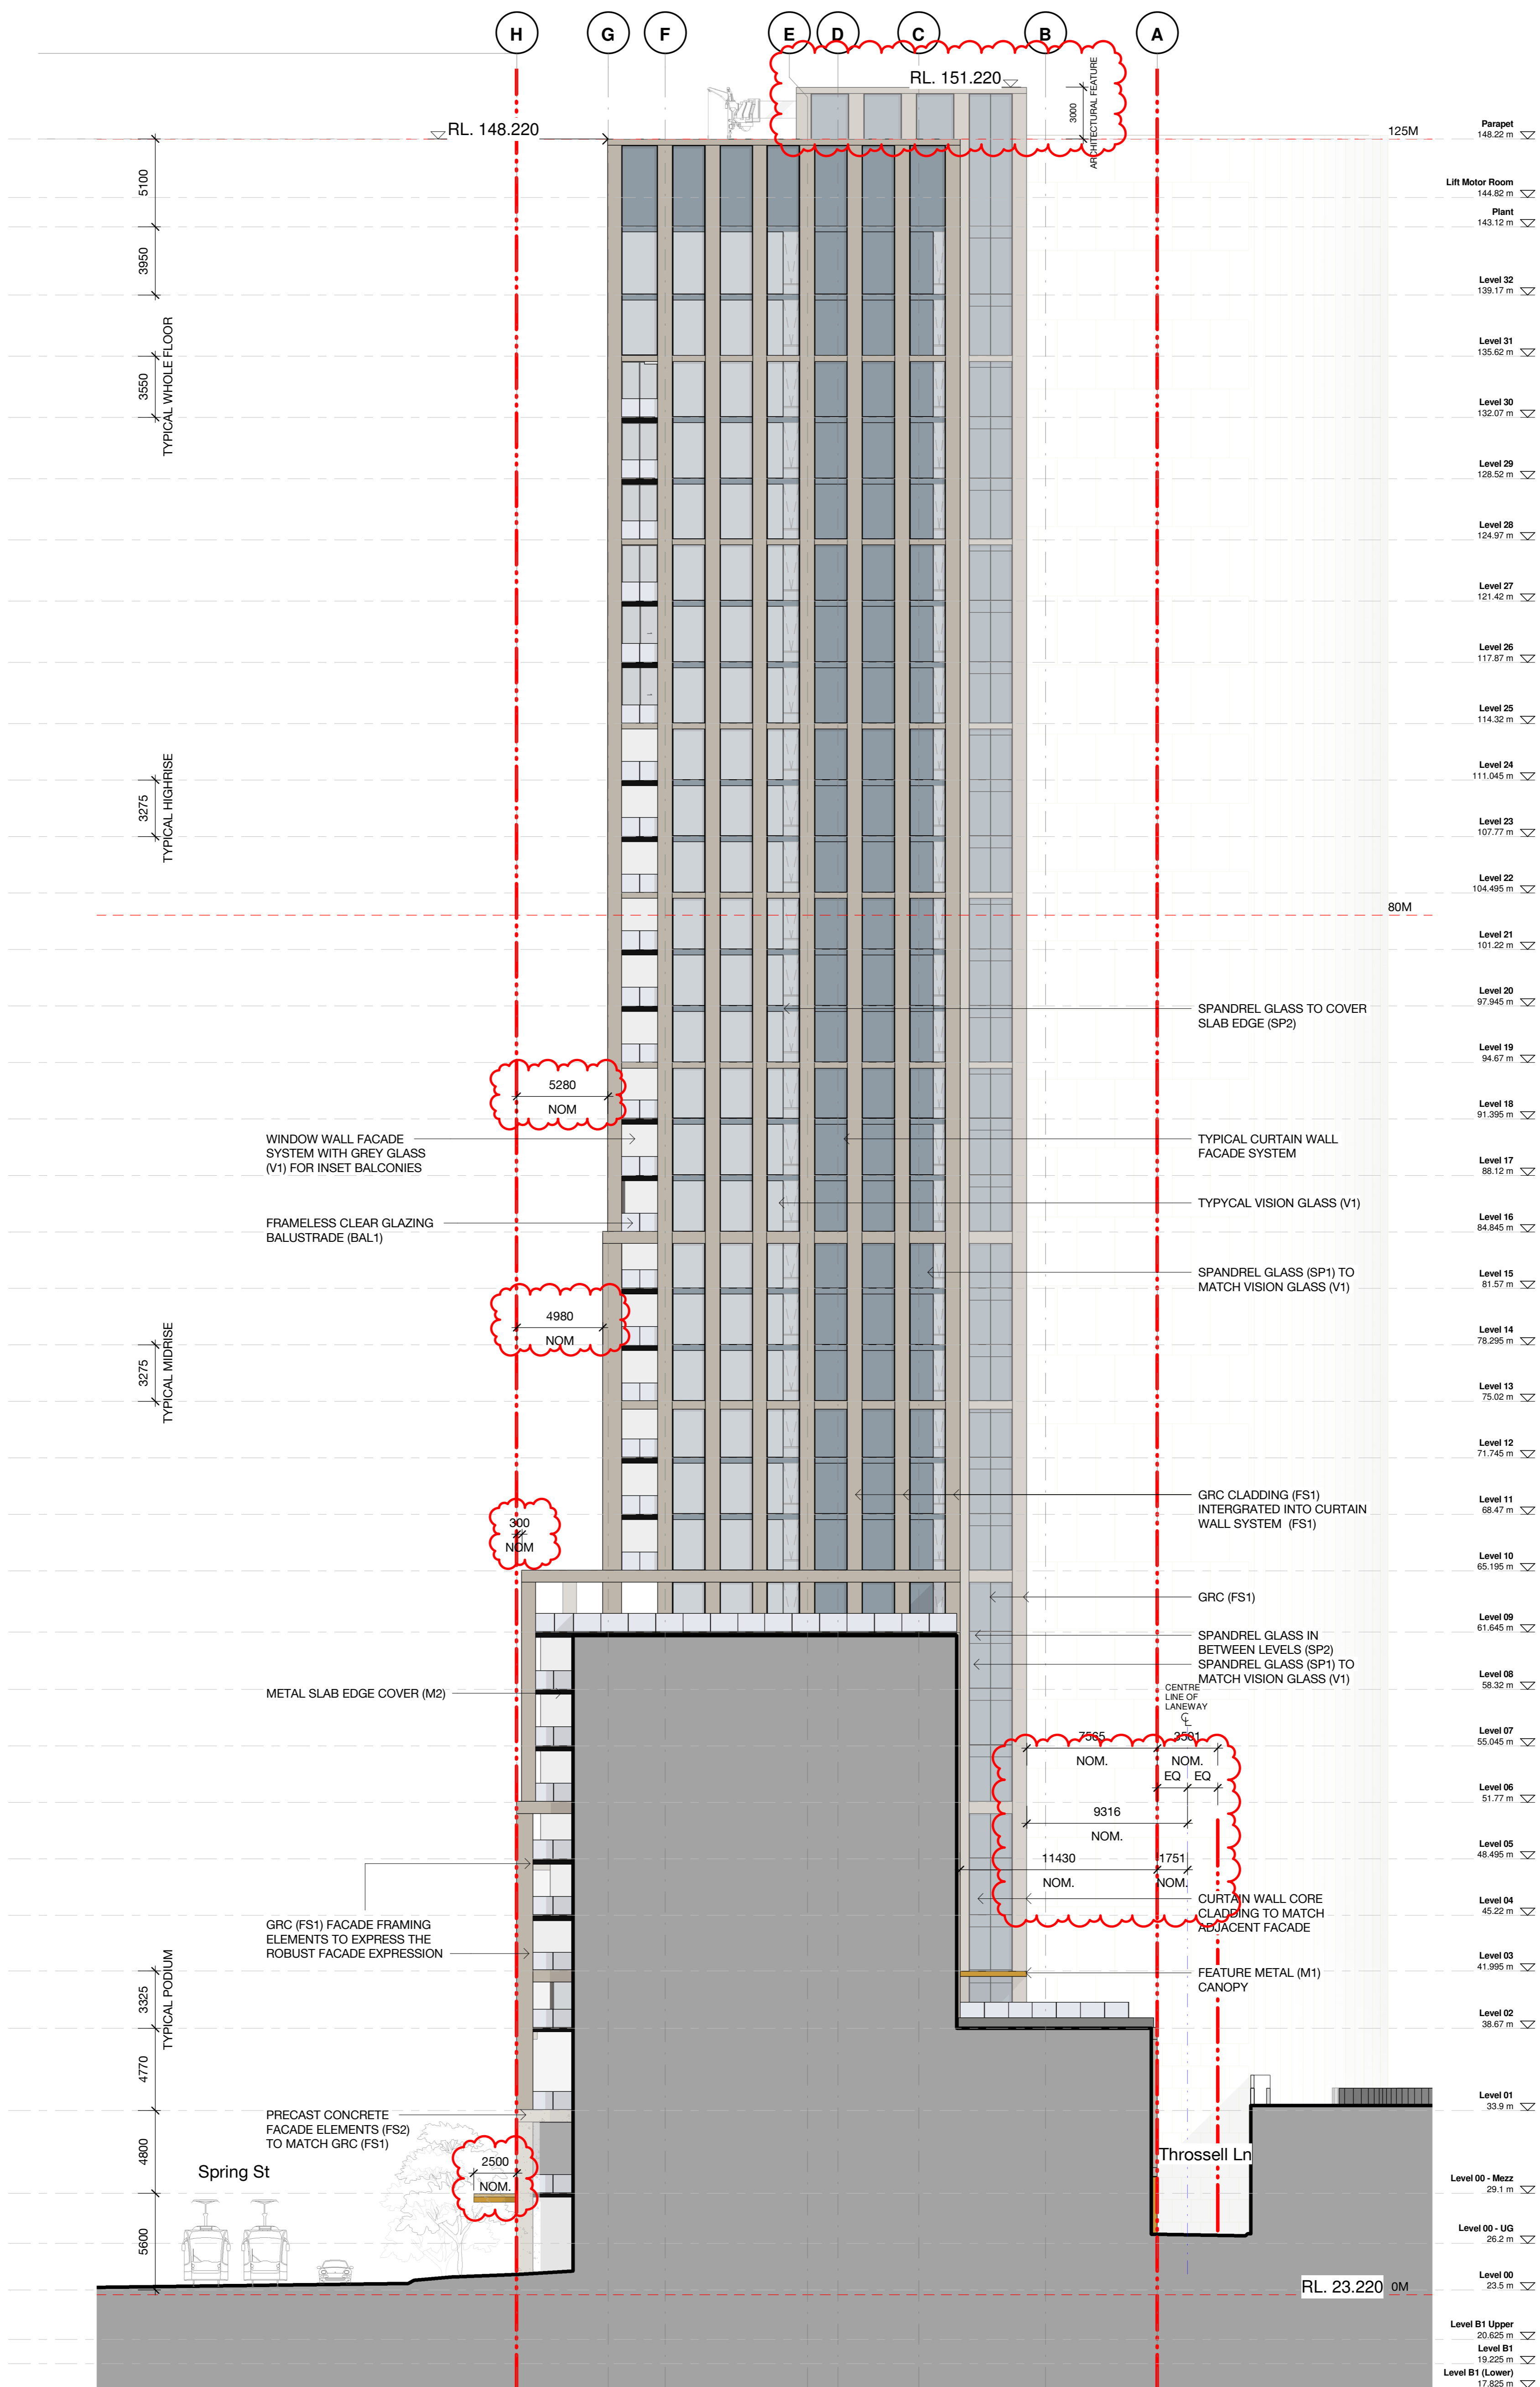 H
G
F
E
D
C
B
A
RL. 151.220
3000
ARCHITECTURAL FEATURE
RL. 148.220
125M
Parapet
148.22 m
5100
Lift Motor Room
144.82 m
Plant
143.12 m
3950
Level 32
139.17 m
TYPICAL WHOLE FLOOR
Level 31
135.62 m
3550
Level 30
132.07 m
Level 29
128.52 m
Level 28
124.97 m
Level 27
121.42 m
Level 26
117.87 m
Level 25
114.32 m
TYPICAL HIGHRISE
3275
Level 24
111.045 m
Level 23
107.77 m
Level 22
104.495 m
80M
Level 21
101.22 m
Level 20
97.945 m
SPANDREL GLASS TO COVER
SLAB EDGE (SP2)
Level 19
94.67 m
5280
NOM
Level 18
91.395 m
WINDOW WALL FACADE
SYSTEM WITH GREY GLASS
(V1) FOR INSET BALCONIES
TYPICAL CURTAIN WALL
FACADE SYSTEM
Level 17
88.12 m
TYPYCAL VISION GLASS (V1)
FRAMELESS CLEAR GLAZING
BALUSTRADE (BAL1)
Level 16
84.845 m
SPANDREL GLASS (SP1) TO
MATCH VISION GLASS (V1)
Level 15
81.57 m
4980
NOM
Level 14
78.295 m
TYPICAL MIDRISE
3275
Level 13
75.02 m
Level 12
71.745 m
GRC CLADDING (FS1)
INTERGRATED INTO CURTAIN
WALL SYSTEM (FS1)
Level 11
68.47 m
300
NOM
Level 10
65.195 m
GRC (FS1)
Level 09
61.645 m
SPANDREL GLASS IN
BETWEEN LEVELS (SP2)
SPANDREL GLASS (SP1) TO
MATCH VISION GLASS (V1)
Level 08
58.32 m
METAL SLAB EDGE COVER (M2)
CENTRE
LINE OF
LANEWAY
CL
7565
NOM.
3501
NOM.
Level 07
55.045 m
EQ
EQ
Level 06
51.77 m
9316
NOM.
Level 05
48.495 m
11430
NOM.
1751
NOM.
CURTAIN WALL CORE
CLADDING TO MATCH
ADJACENT FACADE
Level 04
45.22 m
GRC (FS1) FACADE FRAMING
ELEMENTS TO EXPRESS THE
ROBUST FACADE EXPRESSION
Level 03
41.995 m
FEATURE METAL (M1)
CANOPY
TYPICAL PODIUM
3325
Level 02
38.67 m
4770
Level 01
33.9 m
PRECAST CONCRETE
FACADE ELEMENTS (FS2)
TO MATCH GRC (FS1)
4800
Throssell Ln
2500
NOM.
Spring St
Level 00 - Mezz
29.1 m
5600
Level 00 - UG
26.2 m
Level 00
23.5 m
RL. 23.220
0M
Level B1 Upper
20.625 m
Level B1
19.225 m
Level B1 (Lower)
17.825 m